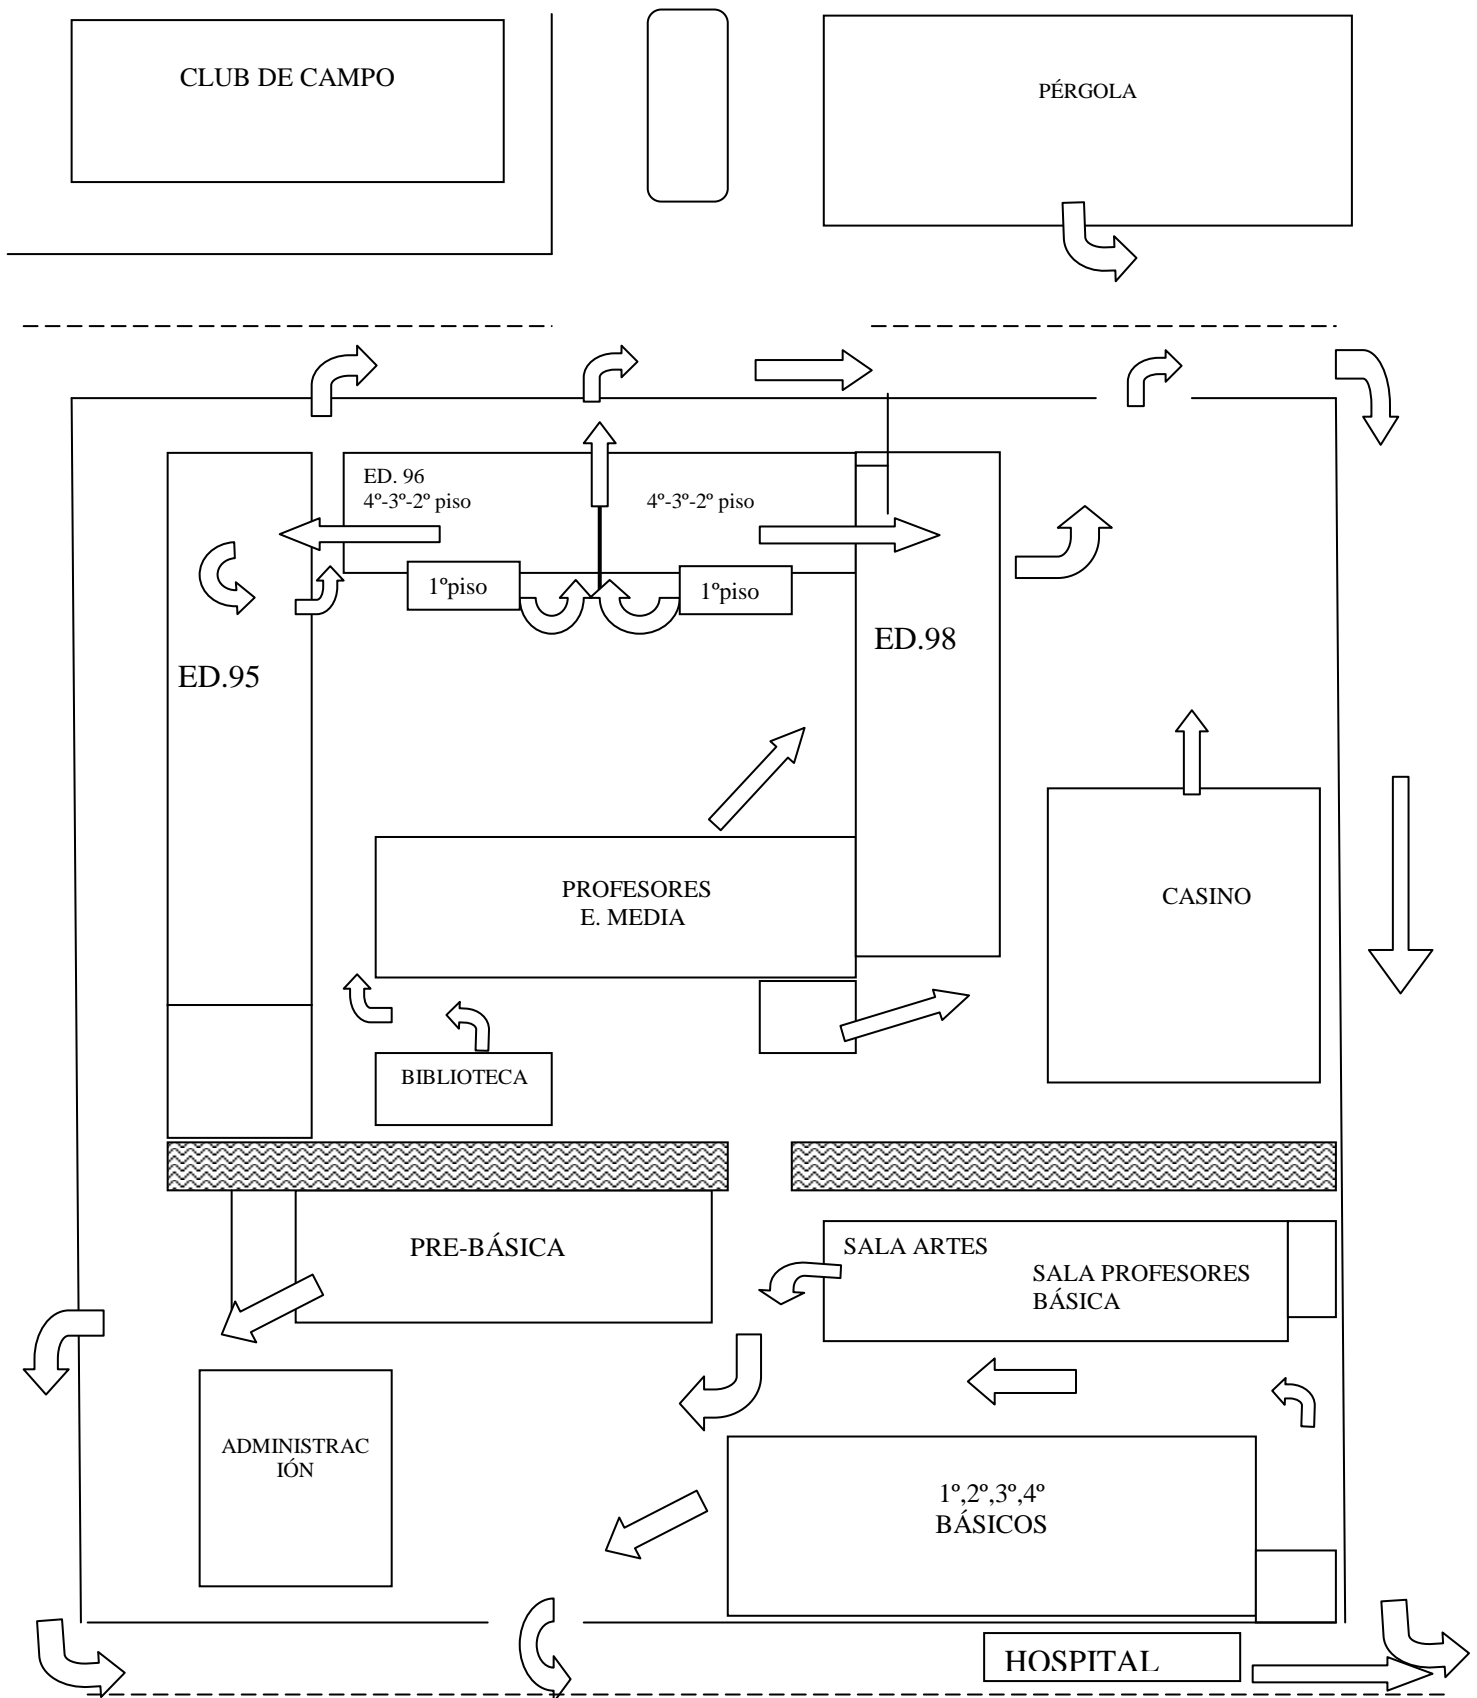 CLUB DE CAMPO
PÉRGOLA
ED. 96
4º-3º-2º piso
4º-3º-2º piso
1ºpiso
1ºpiso
ED.98
ED.95
PROFESORES
E. MEDIA
CASINO
BIBLIOTECA
PRE-BÁSICA
SALA ARTES
SALA PROFESORES
BÁSICA
ADMINISTRAC
IÓN
1º,2º,3º,4º
BÁSICOS
HOSPITAL